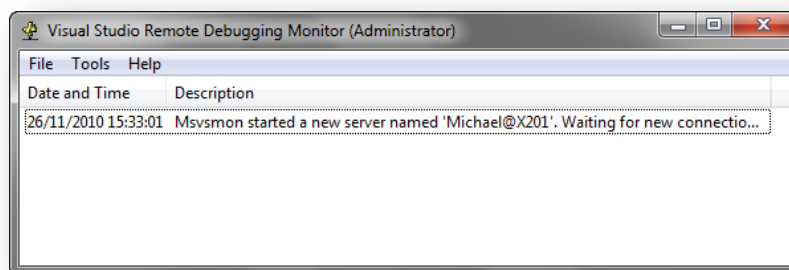 Visual Studio Remote Debugging Monitor (Administrator)
File Tools Help
Date and Time Description
26/11/2010 15:33:01 Msvsmon started a new server named 'Michael@X201'. Waiting for new connectio...